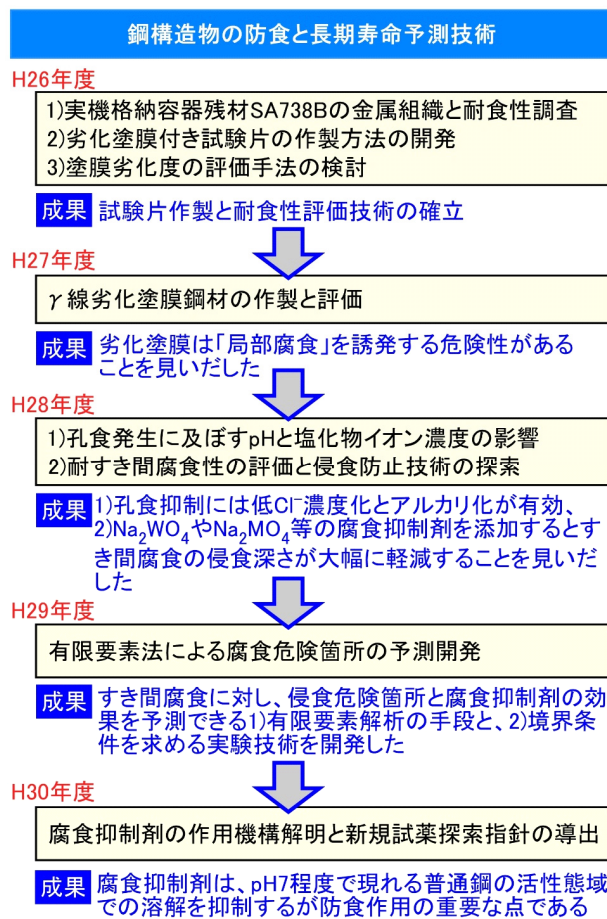 鋼構造物の防食と長期寿命予測技術
H26年度
1)実機格納容器残材SA738Bの金属組織と耐食性調査
2)劣化塗膜付き試験片の作製方法の開発
3)塗膜劣化度の評価手法の検討
成果 試験片作製と耐食性評価技術の確立
H27年度
γ線劣化塗膜鋼材の作製と評価
成果 劣化塗膜は「局部腐食」を誘発する危険性がある
ことを見いだした
H28年度
1)孔食発生に及ぼすpHと塩化物イオン濃度の影響
2)耐すき間腐食性の評価と侵食防止技術の探索
成果 1)孔食抑制には低Cl⁻濃度化とアルカリ化が有効、
2)Na₂WO₄やNa₂MO₄等の腐食抑制剤を添加するとす
き間腐食の侵食深さが大幅に軽減することを見いだ
した
H29年度
有限要素法による腐食危険箇所の予測開発
成果 すき間腐食に対し、侵食危険箇所と腐食抑制剤の効
果を予測できる1)有限要素解析の手段と、2)境界条
件を求める実験技術を開発した
H30年度
腐食抑制剤の作用機構解明と新規試薬探索指針の導出
成果 腐食抑制剤は、pH7程度で現れる普通鋼の活性態域
での溶解を抑制するが防食作用の重要な点である